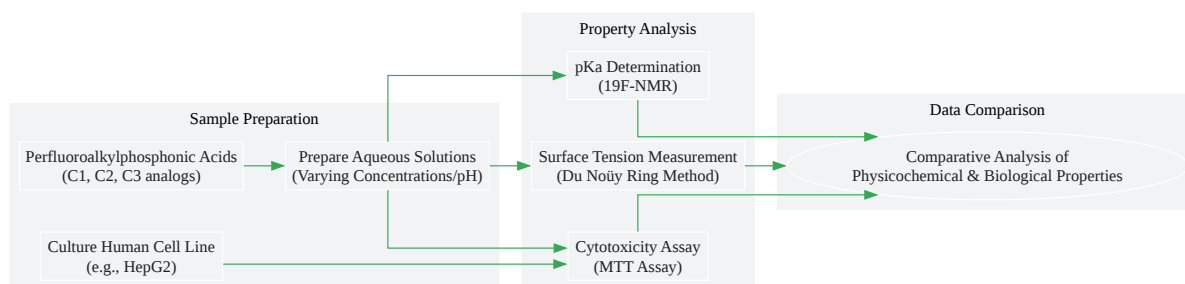 Property Analysis
pKa Determination
(19F-NMR)
Sample Preparation
Data Comparison
Perfluoroalkylphosphonic Acids
(C1, C2, C3 analogs)
Prepare Aqueous Solutions
(Varying Concentrations/pH)
Surface Tension Measurement
(Du Noüy Ring Method)
Comparative Analysis of
Physicochemical & Biological Properties
Culture Human Cell Line
(e.g., HepG2)
Cytotoxicity Assay
(MTT Assay)